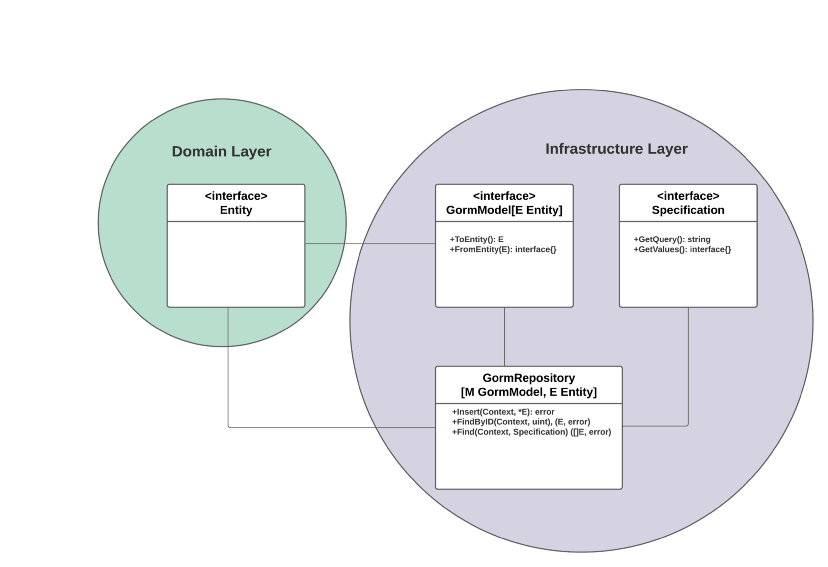 Domain Layer
<interface>
Entity
Infrastructure Layer
<interface>
GormModel[E Entity]
+ToEntity(): E
+FromEntity(E): interface{}
<interface>
Specification
+GetQuery(): string
+GetValues(): interface{}
GormRepository
[M GormModel, E Entity]
+Insert(Context, *E): error
+FindByID(Context, uint), (E, error)
+Find(Context, Specification) ([]E, error)